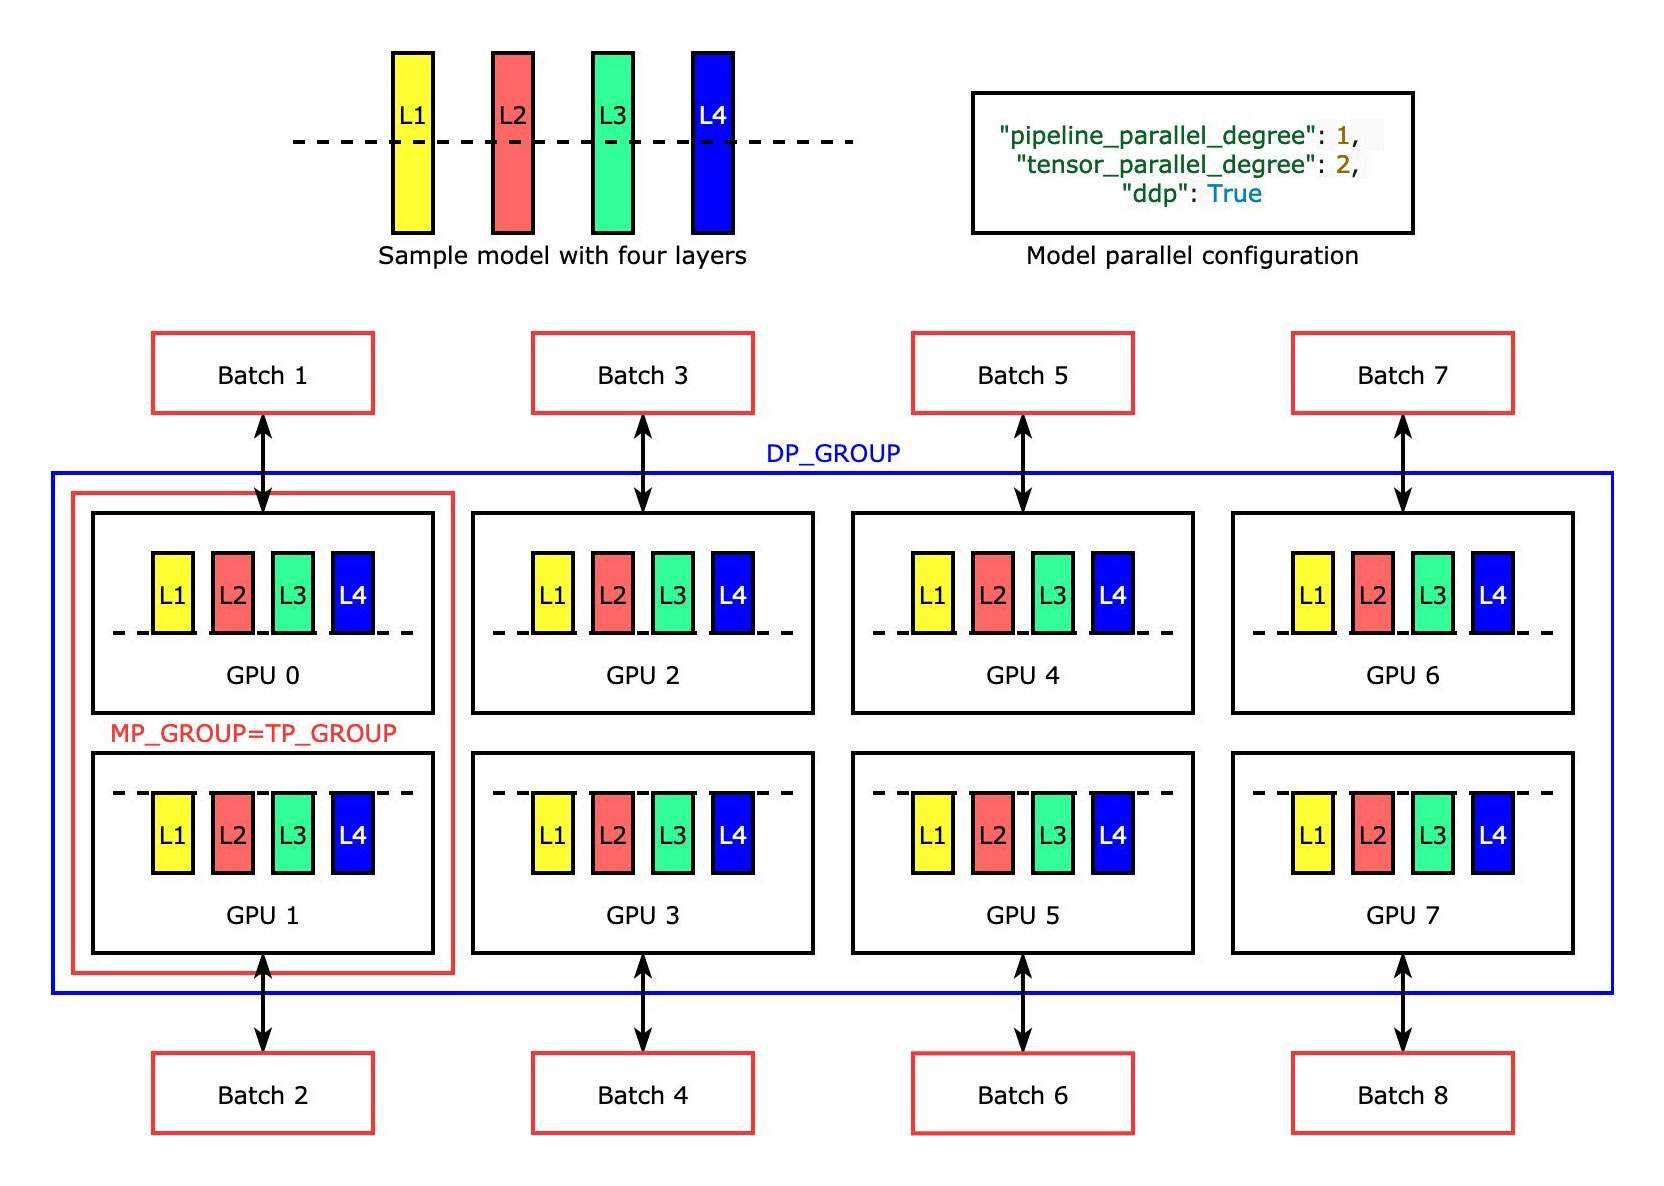 L1 L2 L3 L4
Sample model with four layers
"pipeline_parallel_degree": 1,
"tensor_parallel_degree": 2,
"ddp": True
Model parallel configuration
Batch 1 Batch 3 Batch 5 Batch 7
DP_GROUP
L1 L2 L3 L4 L1 L2 L3 L4 L1 L2 L3 L4 L1 L2 L3 L4
GPU 0 GPU 2 GPU 4 GPU 6
MP_GROUP=TP_GROUP
L1 L2 L3 L4 L1 L2 L3 L4 L1 L2 L3 L4 L1 L2 L3 L4
GPU 1 GPU 3 GPU 5 GPU 7
Batch 2 Batch 4 Batch 6 Batch 8